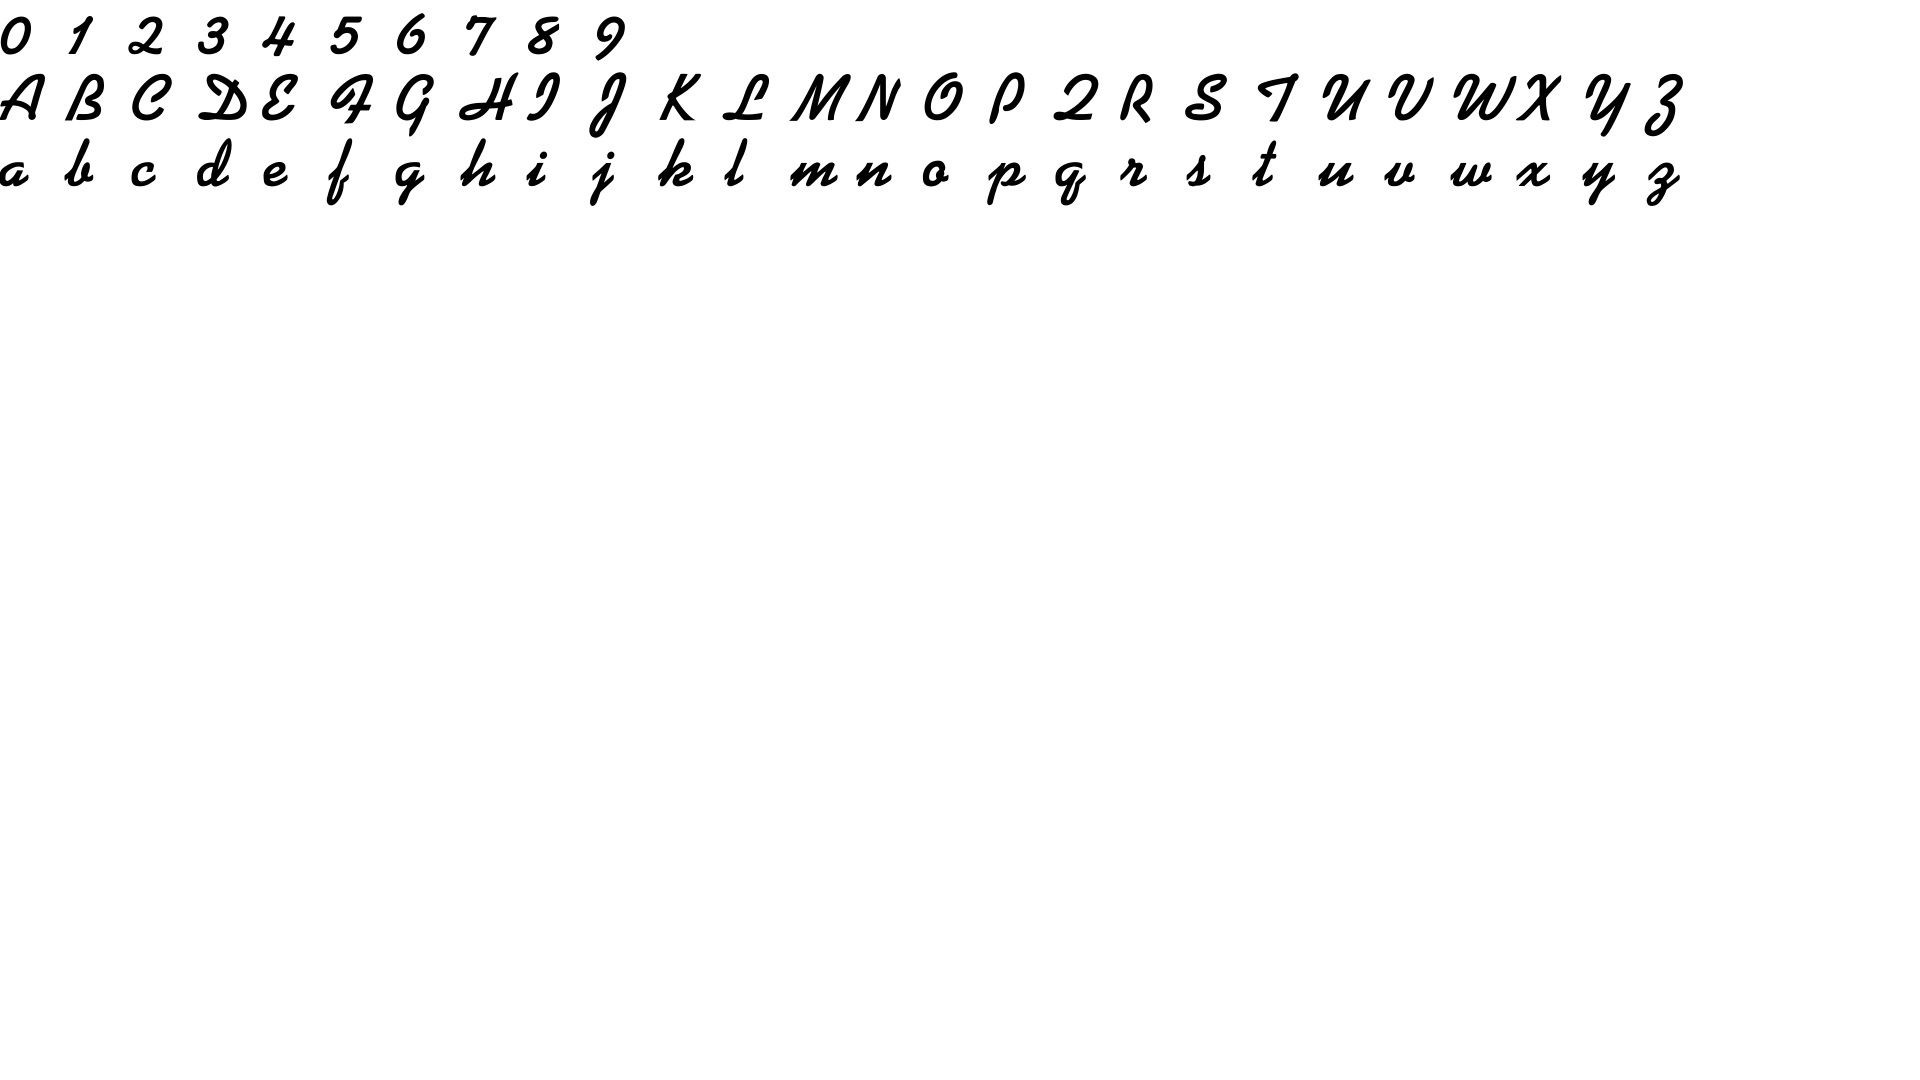 0 1 2 3 4 5 6 7 8 9
A B C D E F G H I J K L M N O P Q R S T U V W X Y Z
a b c d e f g h i j k l m n o p q r s t u v w x y z